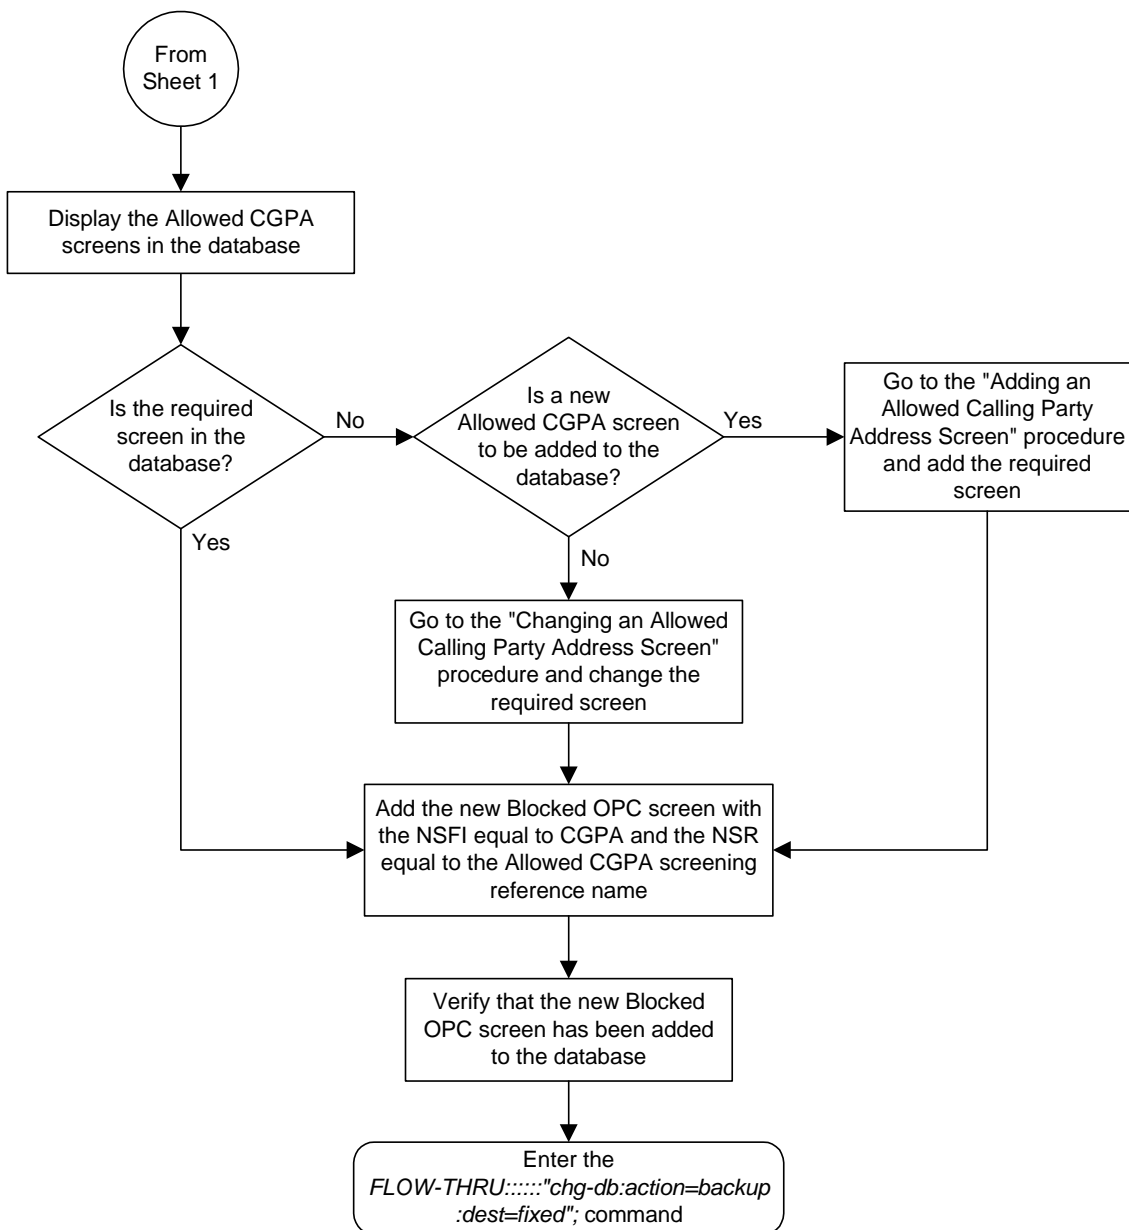 From
Sheet 1
Display the Allowed CGPA
screens in the database
Is the required
screen in the
database?
No
Yes
Is a new
Allowed CGPA screen
to be added to the
database?
Yes
No
Go to the "Adding an
Allowed Calling Party
Address Screen" procedure
and add the required
screen
Go to the "Changing an Allowed
Calling Party Address Screen"
procedure and change the
required screen
Add the new Blocked OPC screen with
the NSFI equal to CGPA and the NSR
equal to the Allowed CGPA screening
reference name
Verify that the new Blocked
OPC screen has been added
to the database
Enter the
FLOW-THRU::::::"chg-db:action=backup
:dest=fixed"; command